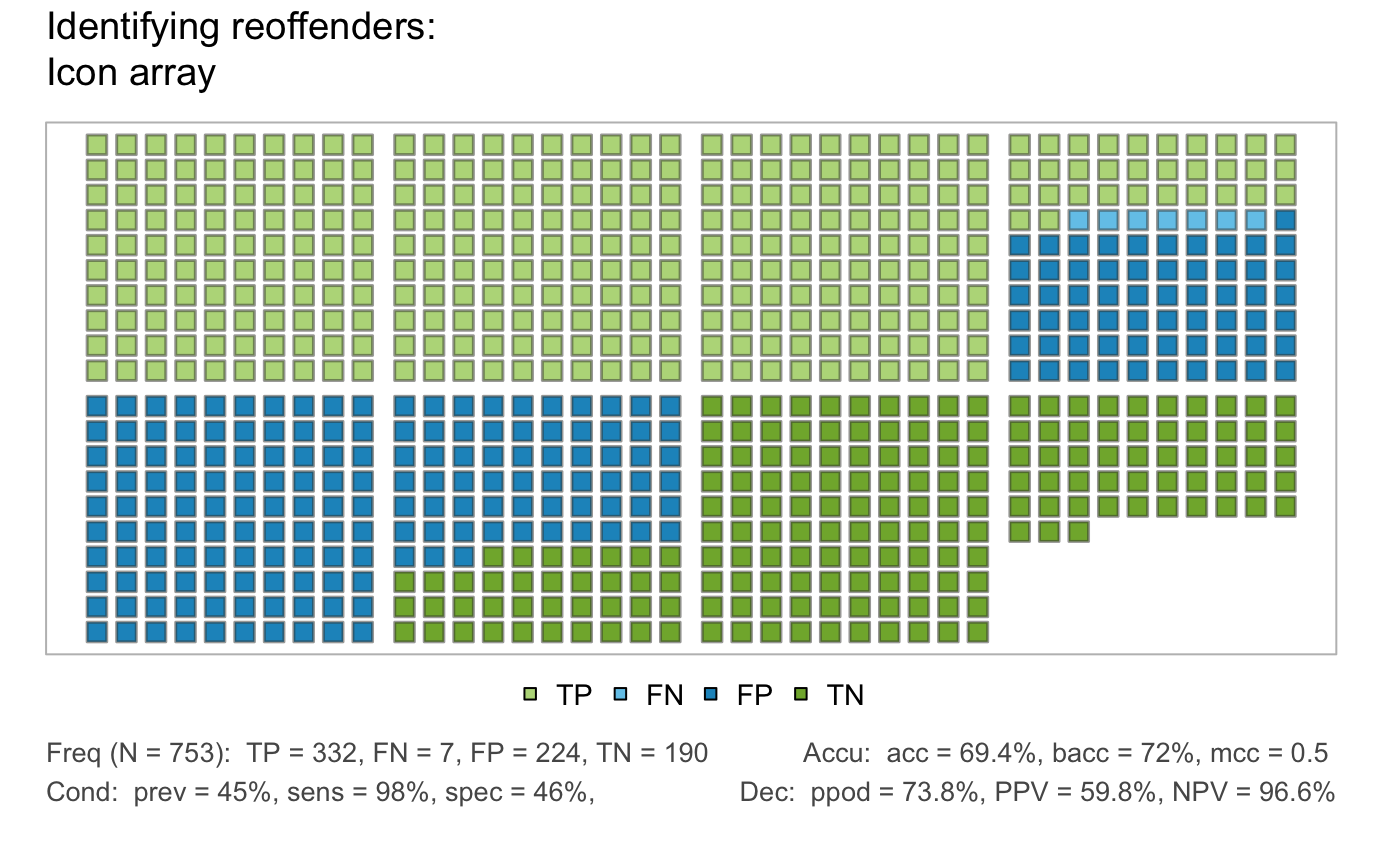 Identifying reoffenders:
Icon array
TP FN FP TN
Freq (N = 753): TP = 332, FN = 7, FP = 224, TN = 190 Accu: acc = 69.4%, bacc = 72%, mcc = 0.5
Cond: prev = 45%, sens = 98%, spec = 46%, Dec: ppod = 73.8%, PPV = 59.8%, NPV = 96.6%